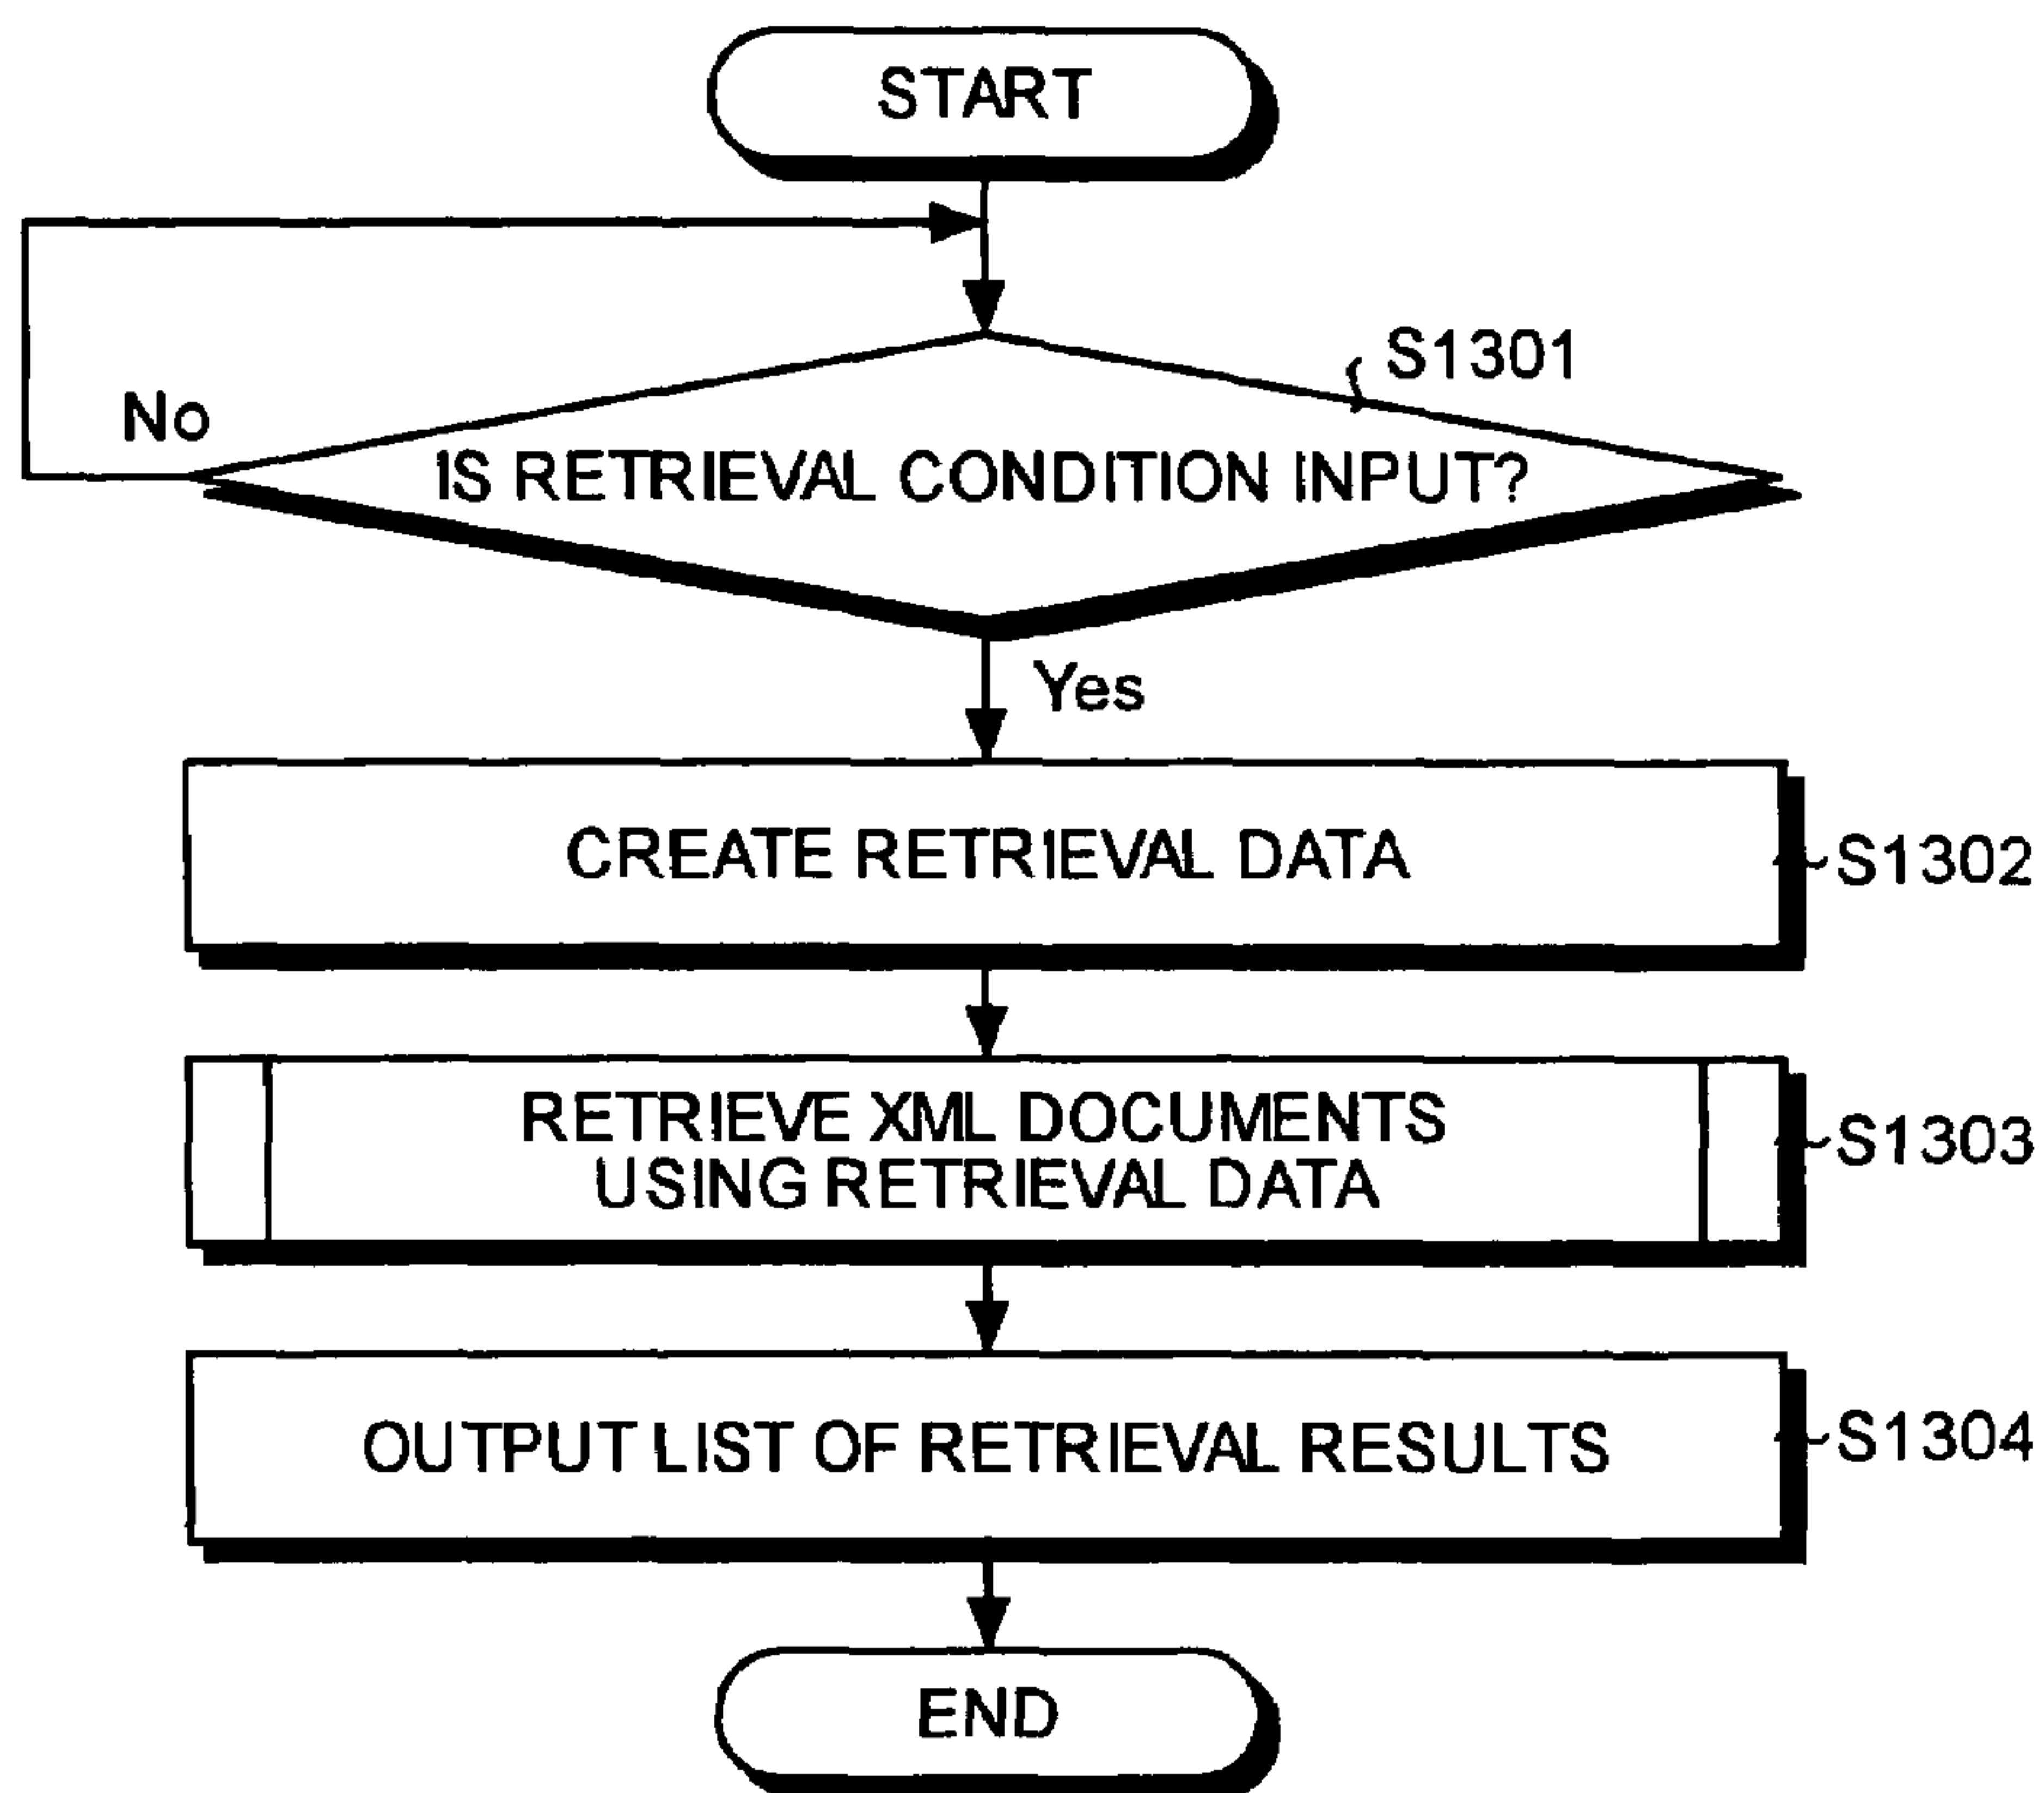 START
S1301
No
IS RETRIEVAL CONDITION INPUT?
Yes
CREATE RETRIEVAL DATA
S1302
RETRIEVE XML DOCUMENTS
USING RETRIEVAL DATA
S1303
OUTPUT LIST OF RETRIEVAL RESULTS
S1304
END